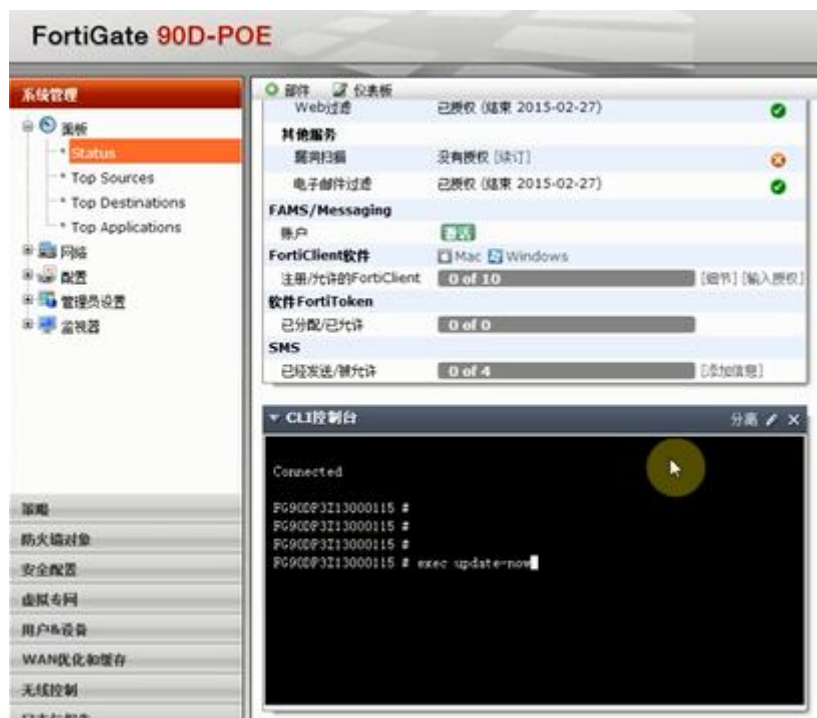 FortiGate 90D-POE
系统管理
面板
Status
Top Sources
Top Destinations
Top Applications
网络
配置
管理员设置
监视器
策略
防火墙对象
安全配置
虚拟专网
用户&设备
WAN优化和缓存
无线控制
日志与报告
部件 仪表板
Web过滤 已授权 (结束 2015-02-27)
其他服务
漏洞扫描 没有授权 [续订]
电子邮件过滤 已授权 (结束 2015-02-27)
FAMS/Messaging
账户 激活
FortiClient软件 Mac Windows
注册/允许的FortiClient 0 of 10 [细节] [输入授权]
软件FortiToken
已分配/已允许 0 of 0
SMS
已经发送/被允许 0 of 4 [添加信息]
CLI控制台 分离
Connected
FG90DP3Z13000115 #
FG90DP3Z13000115 #
FG90DP3Z13000115 #
FG90DP3Z13000115 # exec update-now